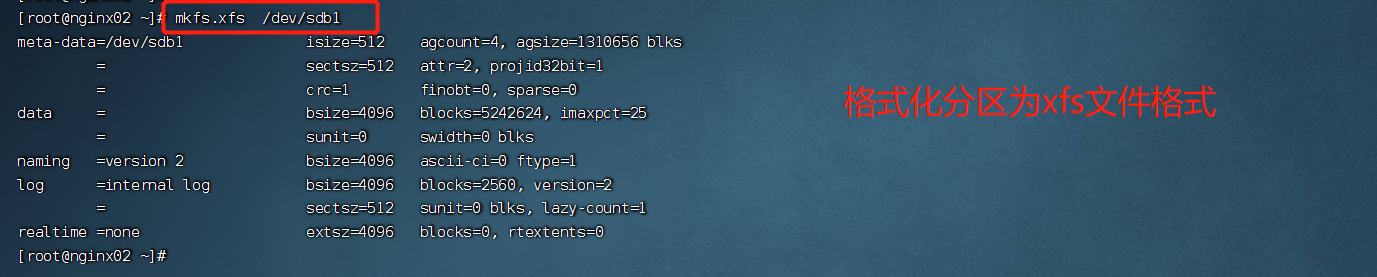 [root@nginx02 ~]# mkfs.xfs  /dev/sdb1
meta-data=/dev/sdb1              isize=512    agcount=4, agsize=1310656 blks
         =                       sectsz=512   attr=2, projid32bit=1
         =                       crc=1        finobt=0, sparse=0
格式化分区为xfs文件格式
data     =                       bsize=4096   blocks=5242624, imaxpct=25
         =                       sunit=0      swidth=0 blks
naming   =version 2              bsize=4096   ascii-ci=0 ftype=1
log      =internal log           bsize=4096   blocks=2560, version=2
         =                       sectsz=512   sunit=0 blks, lazy-count=1
realtime =none                   extsz=4096   blocks=0, rtextents=0
[root@nginx02 ~]#